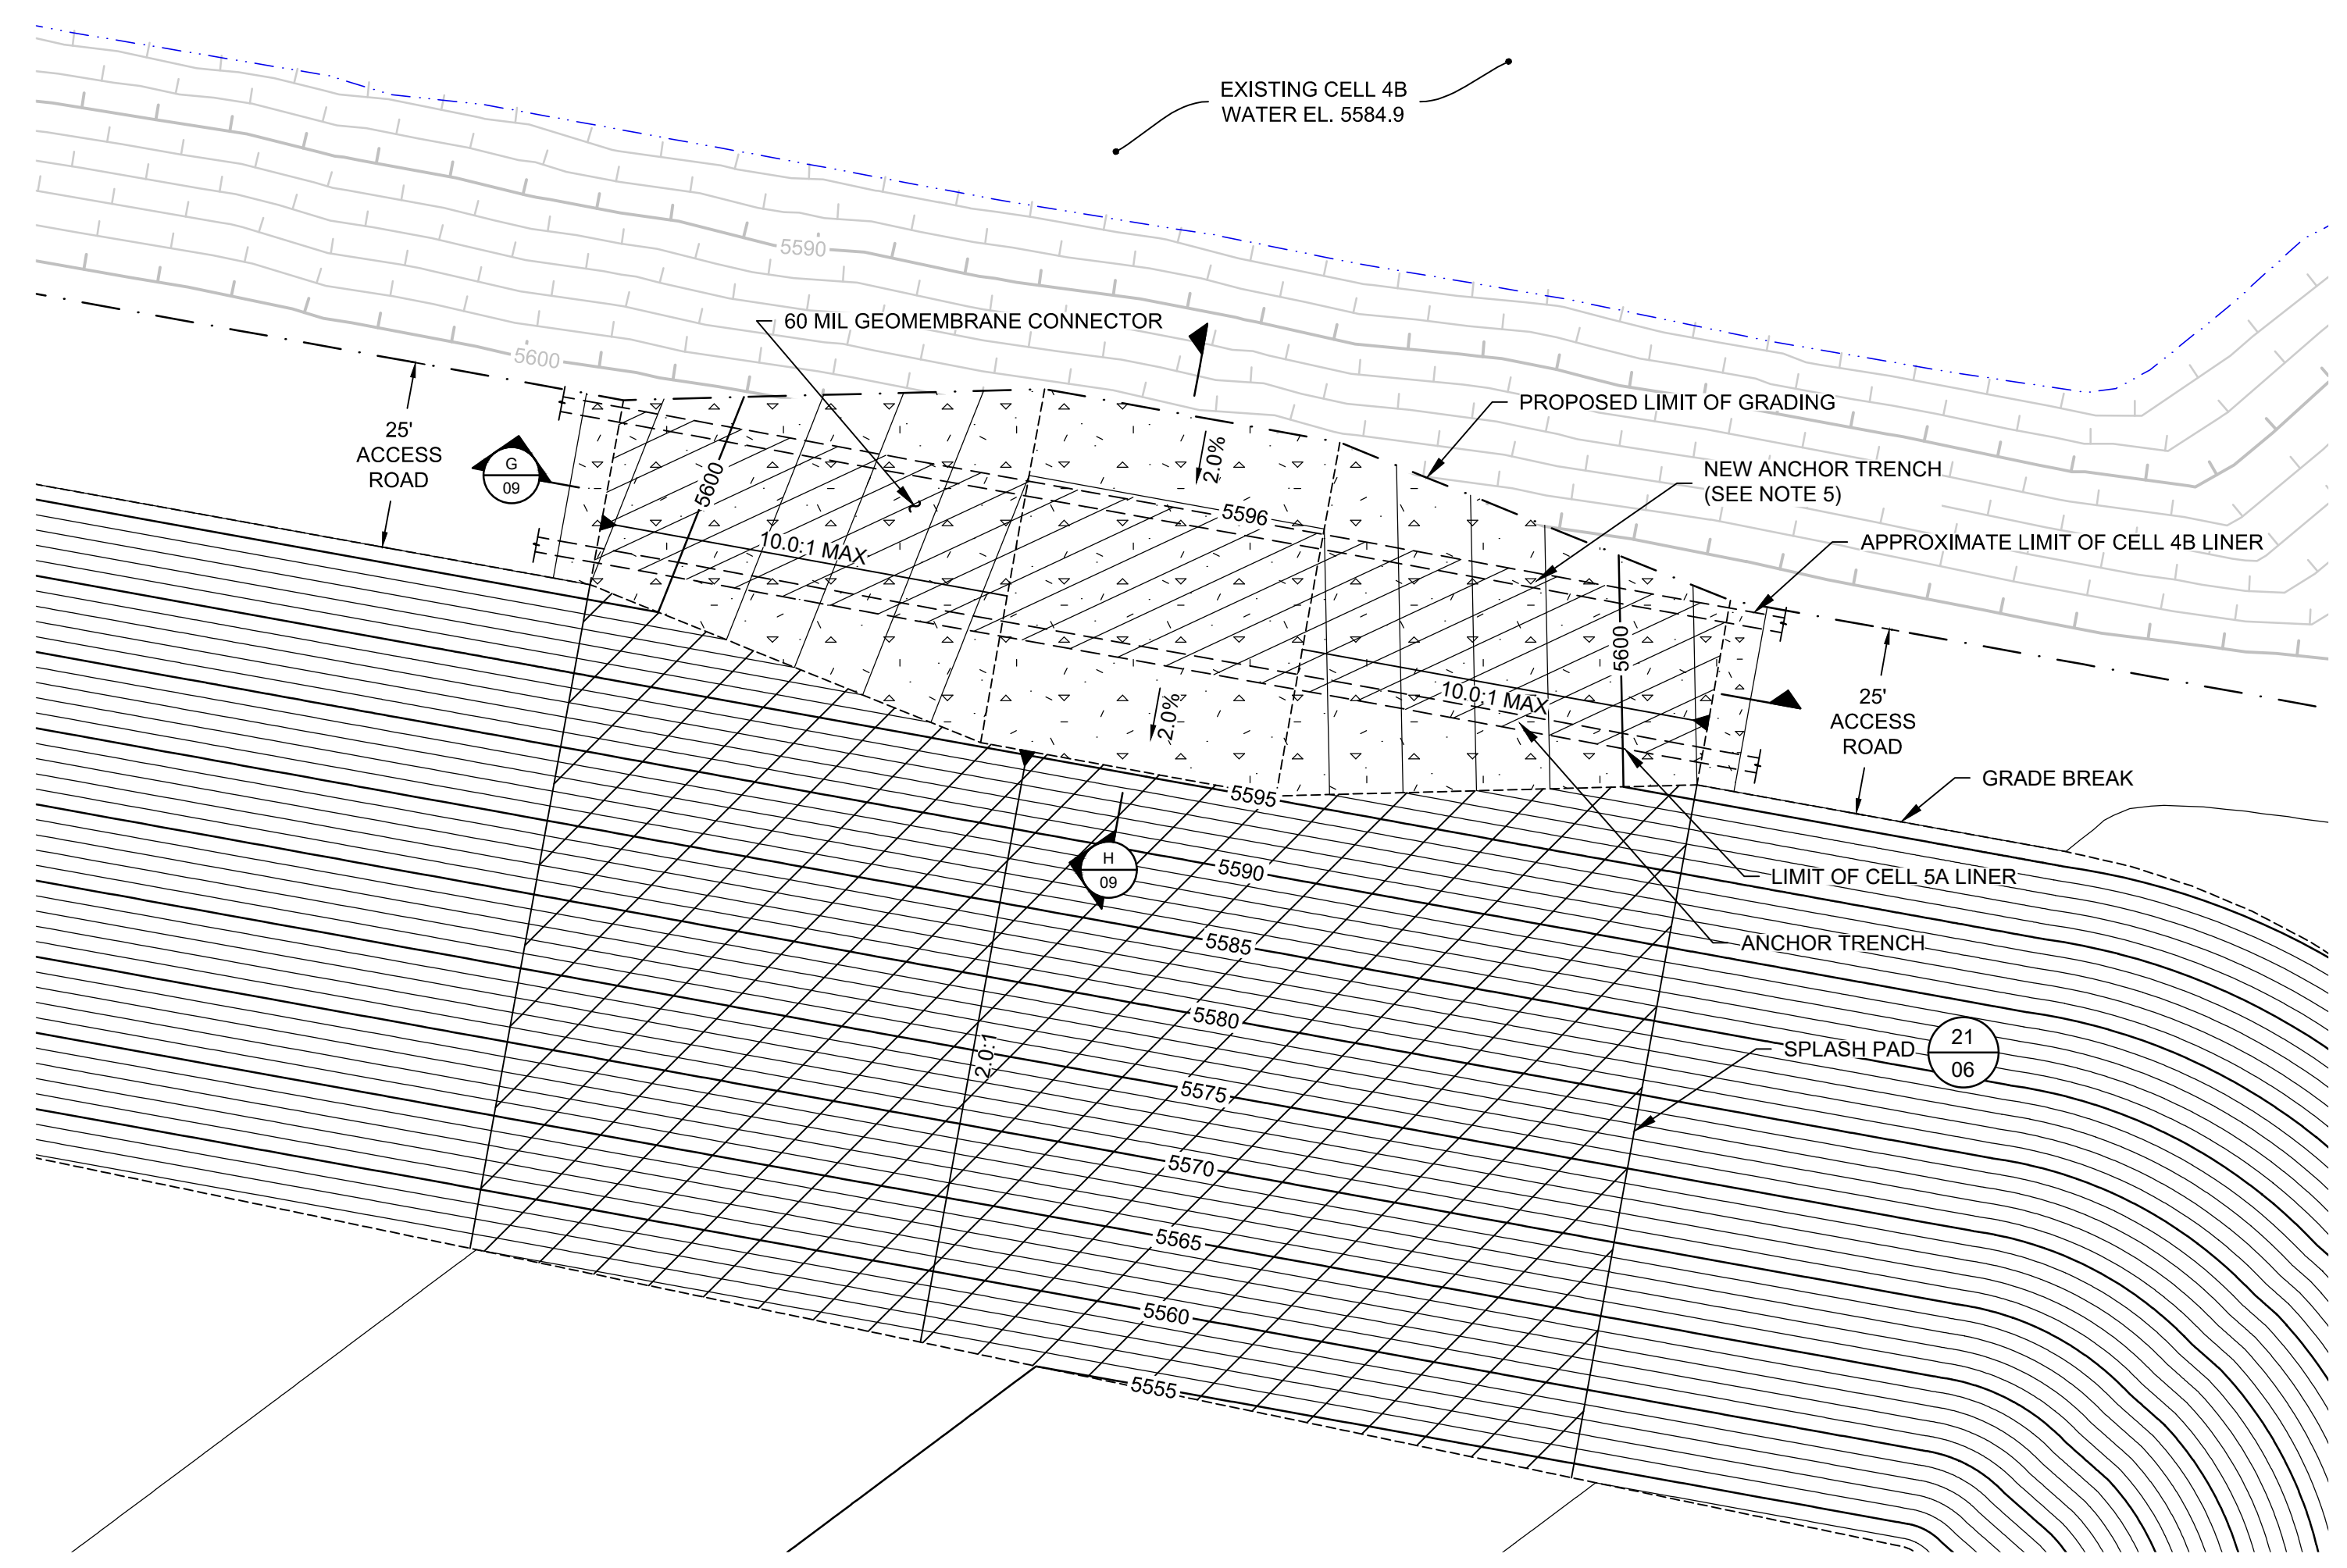 EXISTING CELL 4B
WATER EL. 5584.9
5590
60 MIL GEOMEMBRANE CONNECTOR
5600
PROPOSED LIMIT OF GRADING
25'
ACCESS
ROAD
G
09
5600
2.0%
NEW ANCHOR TRENCH
(SEE NOTE 5)
5596
10.0:1 MAX
APPROXIMATE LIMIT OF CELL 4B LINER
5600
10.0:1 MAX
2.0%
25'
ACCESS
ROAD
GRADE BREAK
5595
H
09
5590
LIMIT OF CELL 5A LINER
5585
ANCHOR TRENCH
5580
2.0:1
SPLASH PAD
21
06
5575
5570
5565
5560
5555